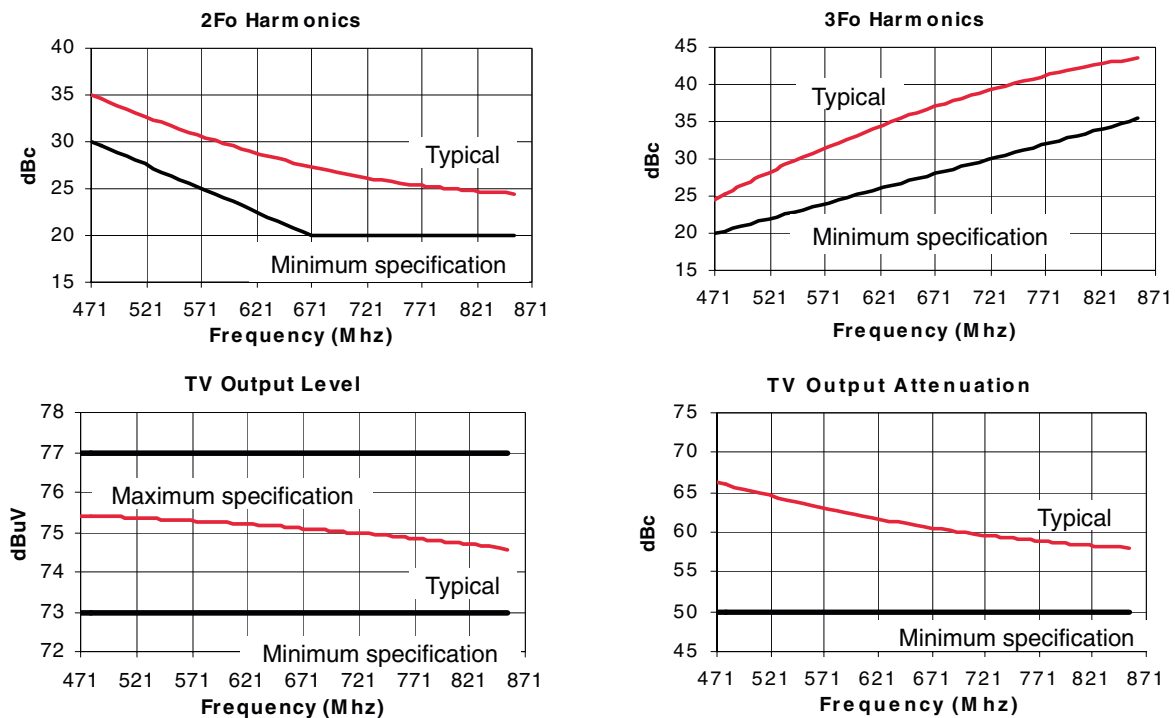 2Fo Harmonics
40
35
30
25
20
15
dBc
Typical
Minimum specification
471 521 571 621 671 721 771 821 871
Frequency (Mhz)
3Fo Harmonics
45
40
35
30
25
20
15
dBc
Typical
Minimum specification
471 521 571 621 671 721 771 821 871
Frequency (Mhz)
TV Output Level
78
77
76
75
74
73
72
dBuV
Maximum specification
Typical
Minimum specification
471 521 571 621 671 721 771 821 871
Frequency (Mhz)
TV Output Attenuation
75
70
65
60
55
50
45
dBc
Typical
Minimum specification
471 521 571 621 671 721 771 821 871
Frequency (Mhz)